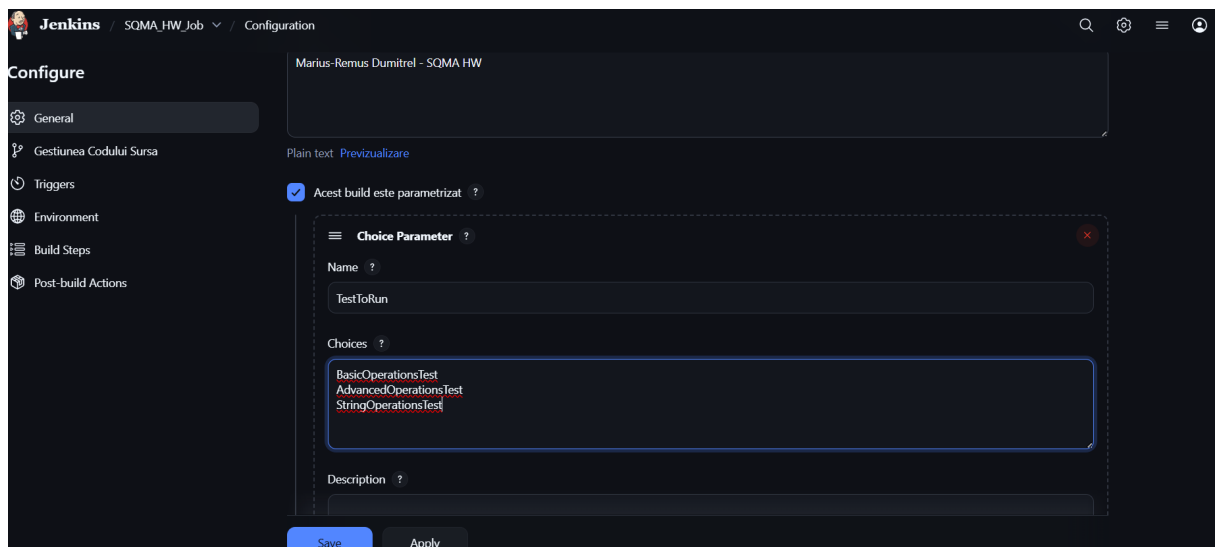 Jenkins / SQMA_HW_Job / Configuration
Configure
General
Gestiunea Codului Sursa
Triggers
Environment
Build Steps
Post-build Actions
Marius-Remus Dumitrel - SQMA HW
Plain text Previzualizare
Acest build este parametrizat ?
Choice Parameter ?
Name ?
TestToRun
Choices ?
BasicOperationsTest
AdvancedOperationsTest
StringOperationsTest
Description ?
Save Apply